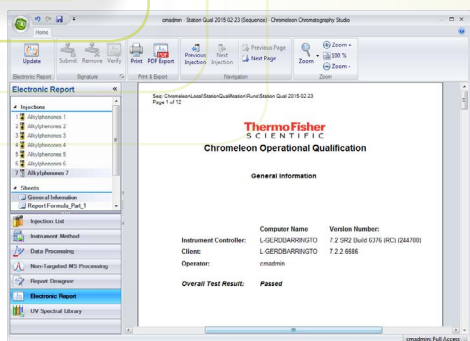 cmadmin - Station Qual 2015-02-23 (Sequence) - Chromeleon Chromatography Studio
Home
Update
Submit Remove Verify
Print PDF Export
Previous Injection
Next Injection
Previous Page
Next Page
Zoom
Zoom +
100 %
Zoom -
Electronic Report
Signature
Print & Export
Navigation
Zoom
Electronic Report
Injections
1 Alkylphenones 1
2 Alkylphenones 2
3 Alkylphenones 3
4 Alkylphenones 4
5 Alkylphenones 5
6 Alkylphenones 6
7 Alkylphenones 7
Sheets
General Information
Report Formula_Part_1
Injection List
Instrument Method
Data Processing
Non-Targeted MS Processing
Report Designer
Electronic Report
UV Spectral Library
Seq: ChromeleonLocal\StationQualification\Runs\Station Qual 2015-02-23
Page 1 of 12
ThermoFisher
SCIENTIFIC
Chromeleon Operational Qualification
General Information
Computer Name Version Number:
Instrument Controller: L-GERDBARRINGTO 7.2 SR2 Build 6376 (RC) (244700)
Client: L-GERDBARRINGTO 7.2.2.6686
Operator: cmadmin
Overall Test Result: Passed
cmadmin: Full Access